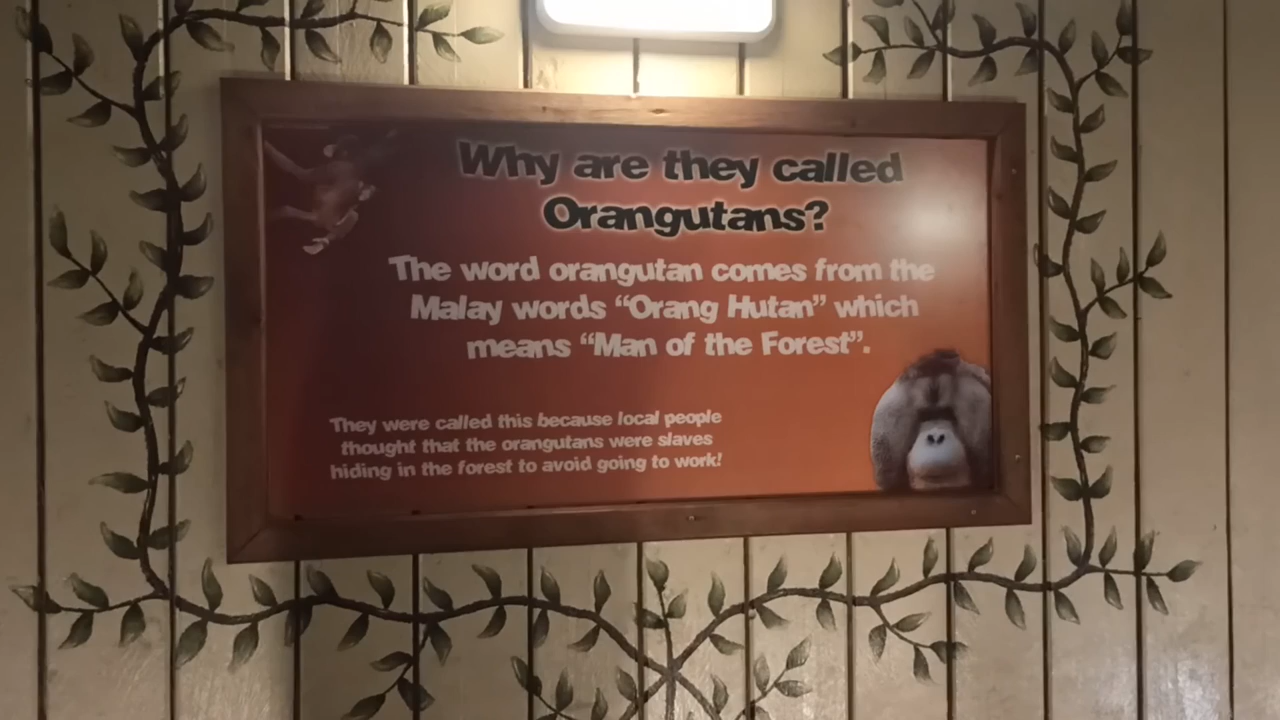 Why are they called
Orangutans?
The word orangutan comes from the
Malay words “Orang Hutan” which
means “Man of the Forest”.
They were called this because local people
thought that the orangutans were slaves
hiding in the forest to avoid going to work!